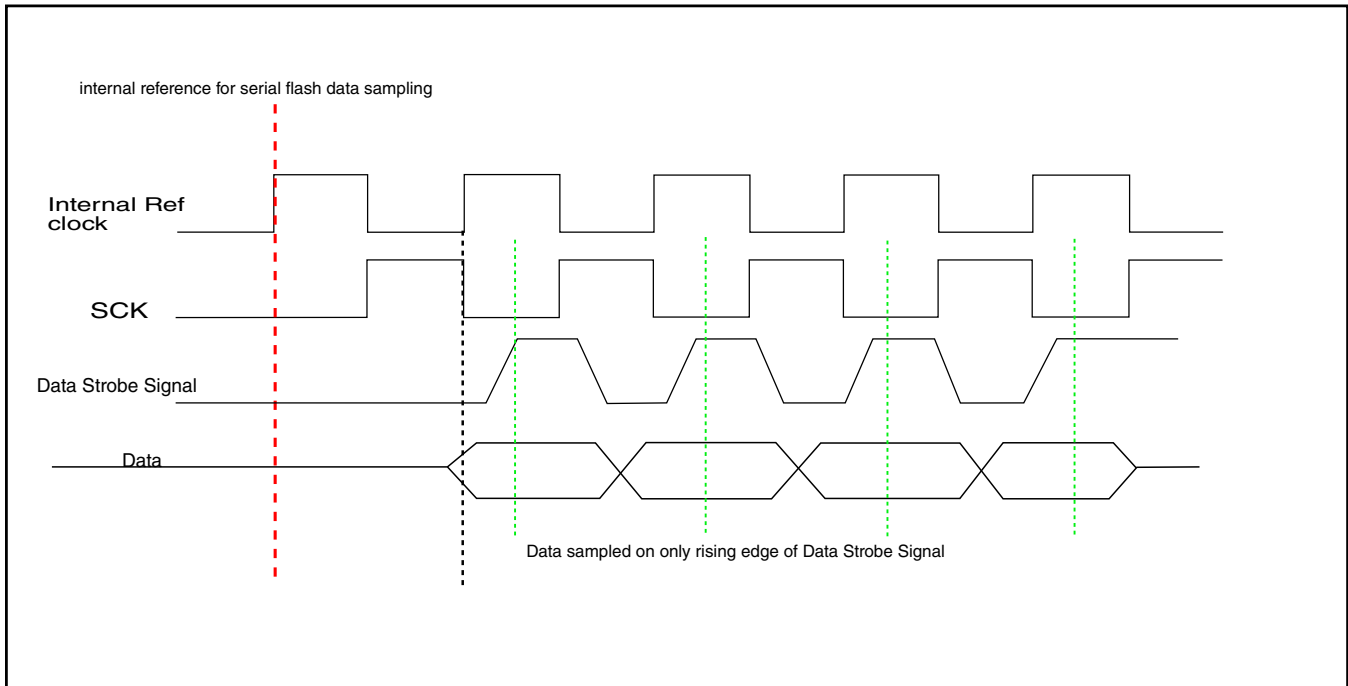 internal reference for serial flash data sampling
Internal Ref
clock
SCK
Data Strobe Signal
Data
Data sampled on only rising edge of Data Strobe Signal